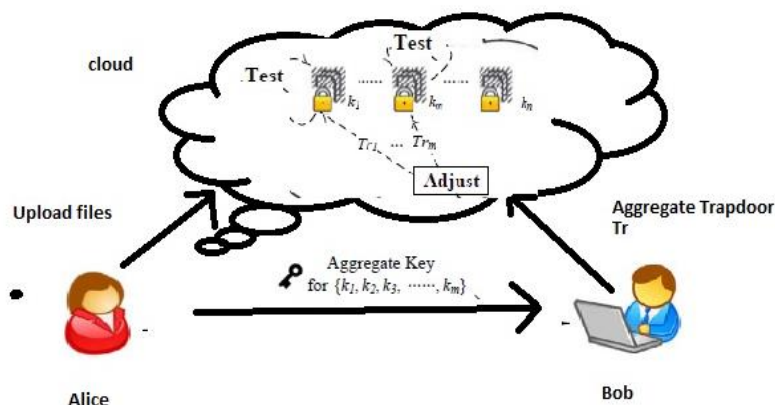 cloud
Test
Test
......
......
k1
km
kn
Tr1 ... Trm
Adjust
Upload files
Aggregate Trapdoor
Tr
Aggregate Key
for {k1, k2, k3, ······, km}
Alice
Bob